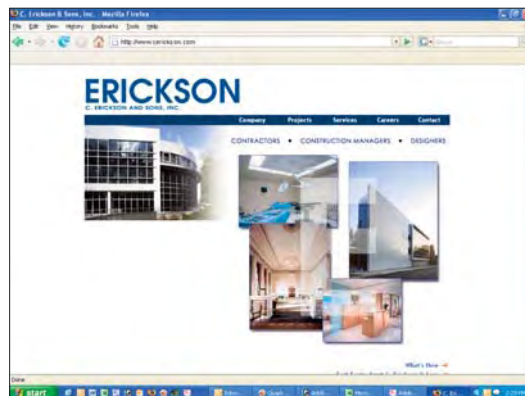 C. Erickson & Sons, Inc. - Mozilla Firefox
File Edit View History Bookmarks Tools Help
http://www.cerickson.com
ERICKSON
C. ERICKSON AND SONS, INC.
Company Projects Services Careers Contact
CONTRACTORS • CONSTRUCTION MANAGERS • DESIGNERS
What's New
Done
start